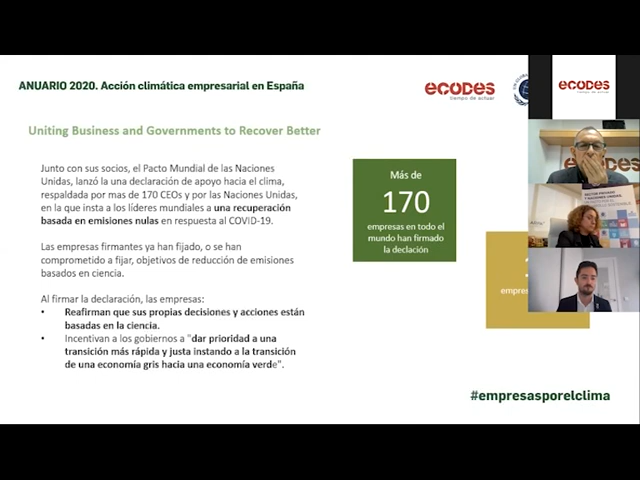 ANUARIO 2020. Acción climática empresarial en España
ecodes
tiempo de actuar
ecodes
tiempo de actuar
Uniting Business and Governments to Recover Better
Junto con sus socios, el Pacto Mundial de las Naciones
Unidas, lanzó la una declaración de apoyo hacia el clima,
respaldada por mas de 170 CEOs y por las Naciones Unidas,
en la que insta a los líderes mundiales a una recuperación
basada en emisiones nulas en respuesta al COVID-19.
Las empresas firmantes ya han fijado, o se han
comprometido a fijar, objetivos de reducción de emisiones
basados en ciencia.
Al firmar la declaración, las empresas:
• Reafirman que sus propias decisiones y acciones están
basadas en la ciencia.
• Incentivan a los gobiernos a "dar prioridad a una
transición más rápida y justa instando a la transición
de una economía gris hacia una economía verde".
Más de
170
empresas en todo el
mundo han firmado
la declación
empres
#empresasporelclima